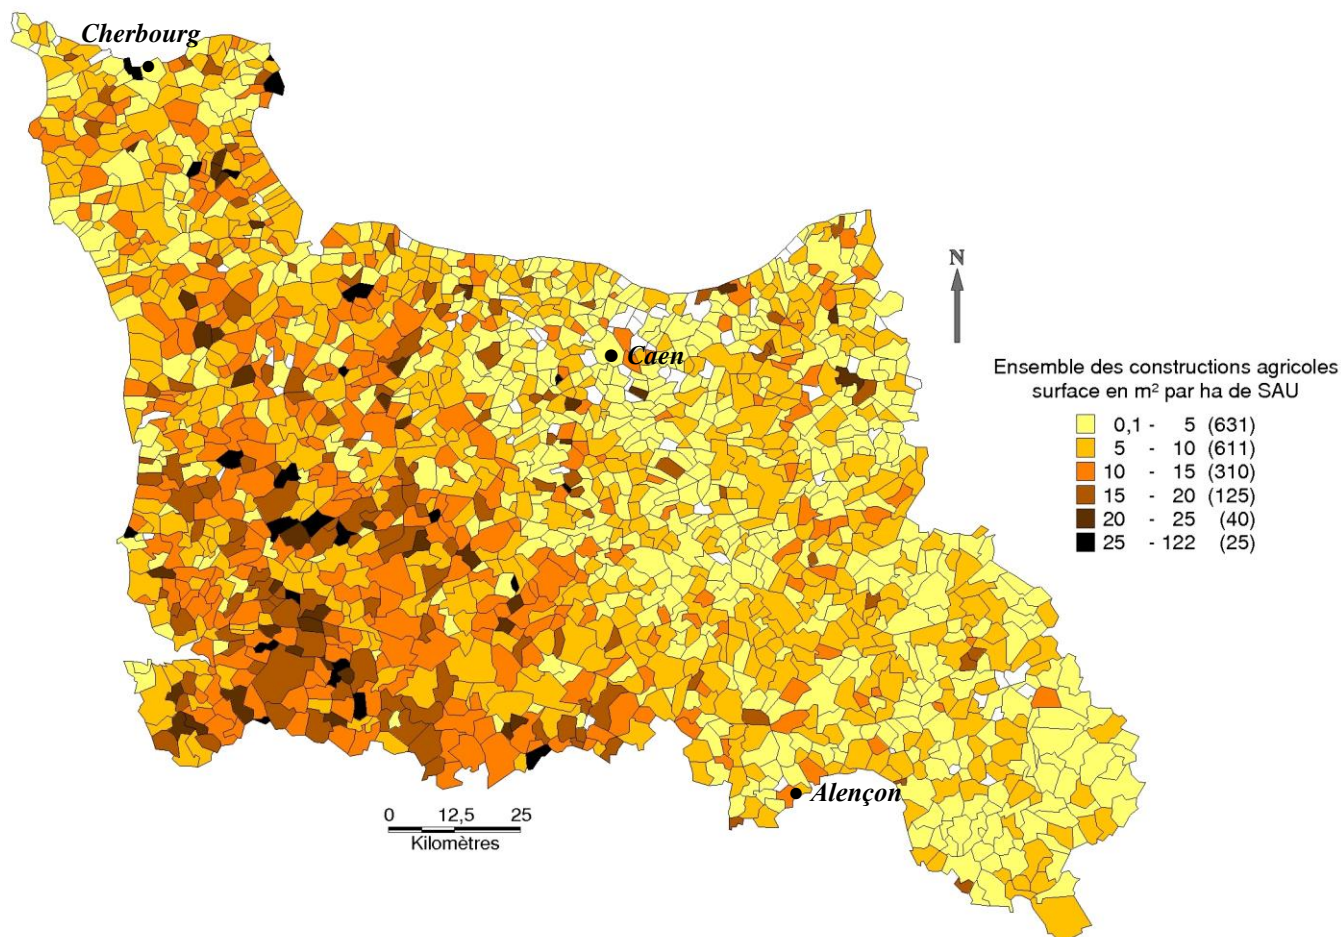 Cherbourg
N
Caen
Ensemble des constructions agricoles
surface en m² par ha de SAU
0,1 - 5 (631)
5 - 10 (611)
10 - 15 (310)
15 - 20 (125)
20 - 25 (40)
25 - 122 (25)
Alençon
0 12,5 25
Kilomètres